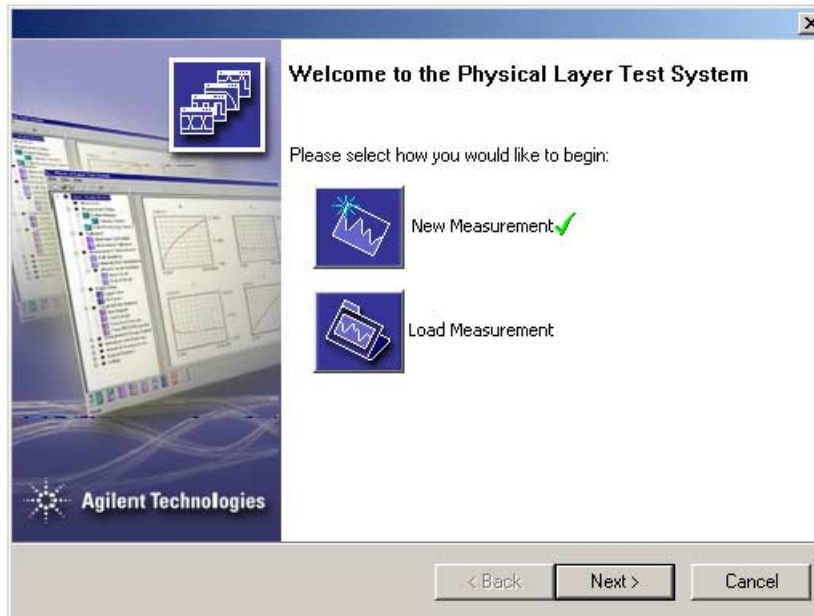 Welcome to the Physical Layer Test System
Please select how you would like to begin:
New Measurement
Load Measurement
Agilent Technologies
< Back
Next >
Cancel